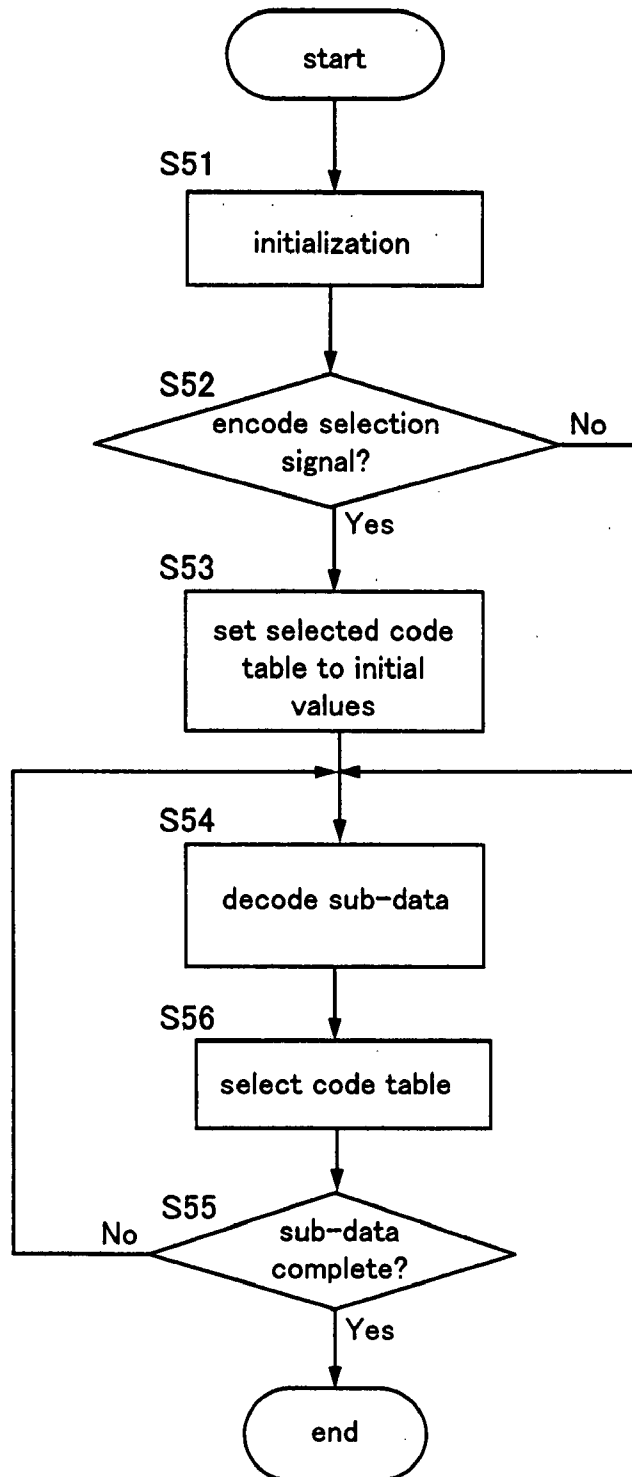 start
S51
initialization
S52
encode selection
signal?
No
Yes
S53
set selected code
table to initial
values
S54
decode sub-data
S56
select code table
S55
No
sub-data
complete?
Yes
end